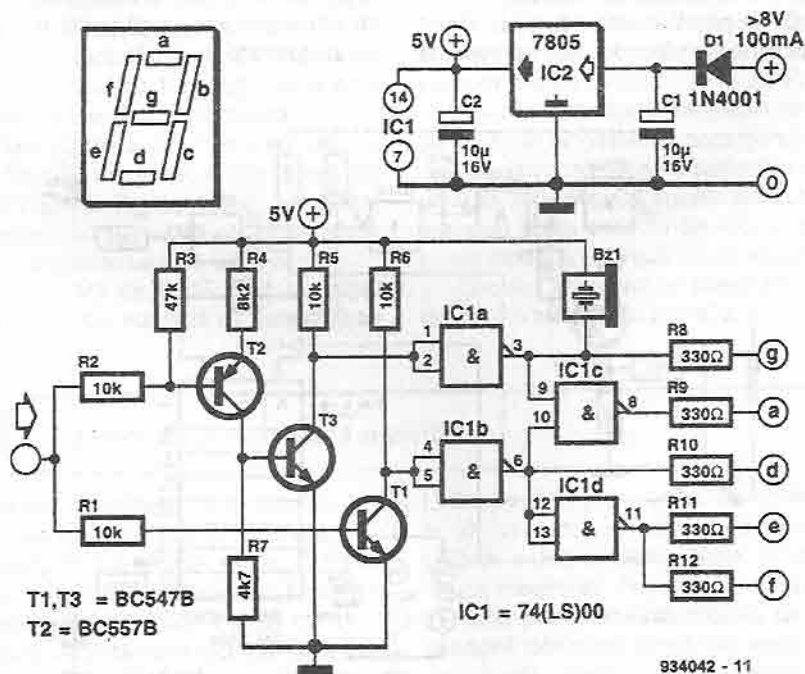 a
f
b
g
e
c
d
>8V
100mA
D1
1N4001
5V
7805
IC2
14
IC1
7
C2
10µ
16V
C1
10µ
16V
0
5V
R3
47k
R4
8k2
R5
10k
R6
10k
Bz1
R2
10k
T2
T3
T1
R1
10k
R7
4k7
IC1a
1
2
&
3
IC1b
4
5
&
6
IC1c
9
10
&
8
IC1d
12
13
&
11
R8
330Ω
g
R9
330Ω
a
R10
330Ω
d
R11
330Ω
e
R12
330Ω
f
T1,T3 = BC547B
T2 = BC557B
IC1 = 74(LS)00
934042 - 11